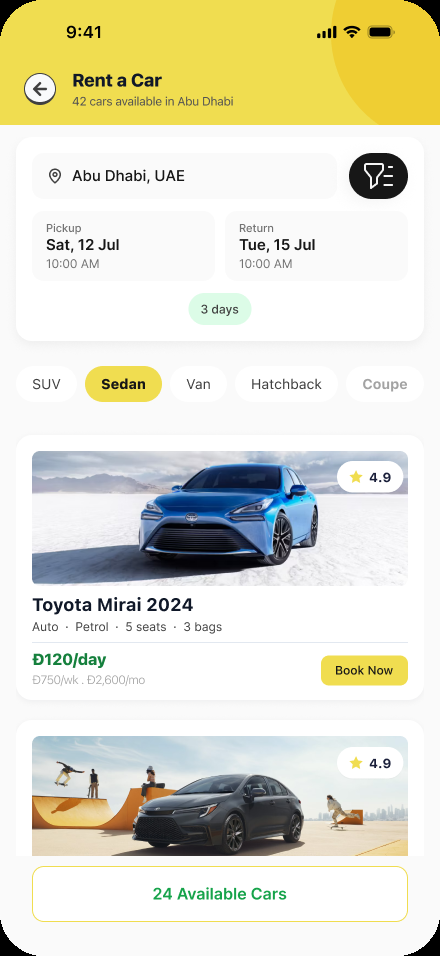 9:41
Rent a Car
42 cars available in Abu Dhabi
Abu Dhabi, UAE
Pickup
Sat, 12 Jul
10:00 AM
Return
Tue, 15 Jul
10:00 AM
3 days
SUV
Sedan
Van
Hatchback
Coupe
4.9
Toyota Mirai 2024
Auto · Petrol · 5 seats · 3 bags
Đ120/day
Đ750/wk . Đ2,600/mo
Book Now
4.9
24 Available Cars